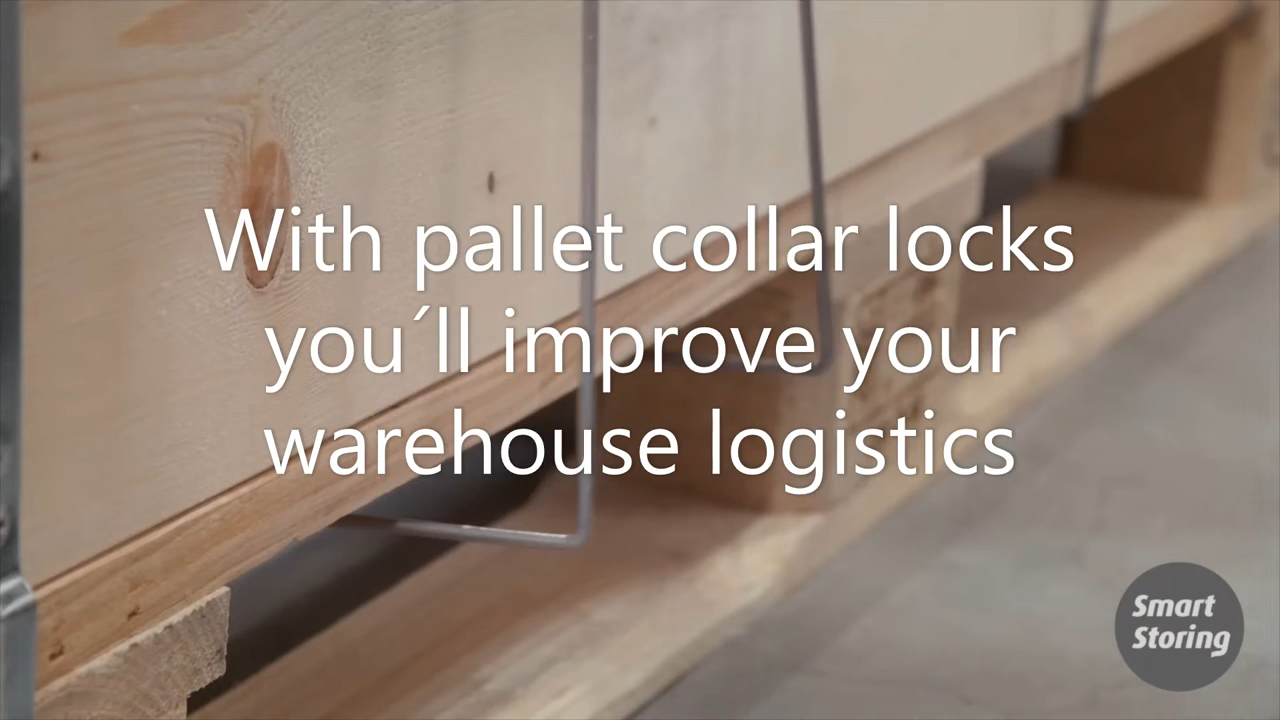 With pallet collar locks
you´ll improve your
warehouse logistics
Smart
Storing